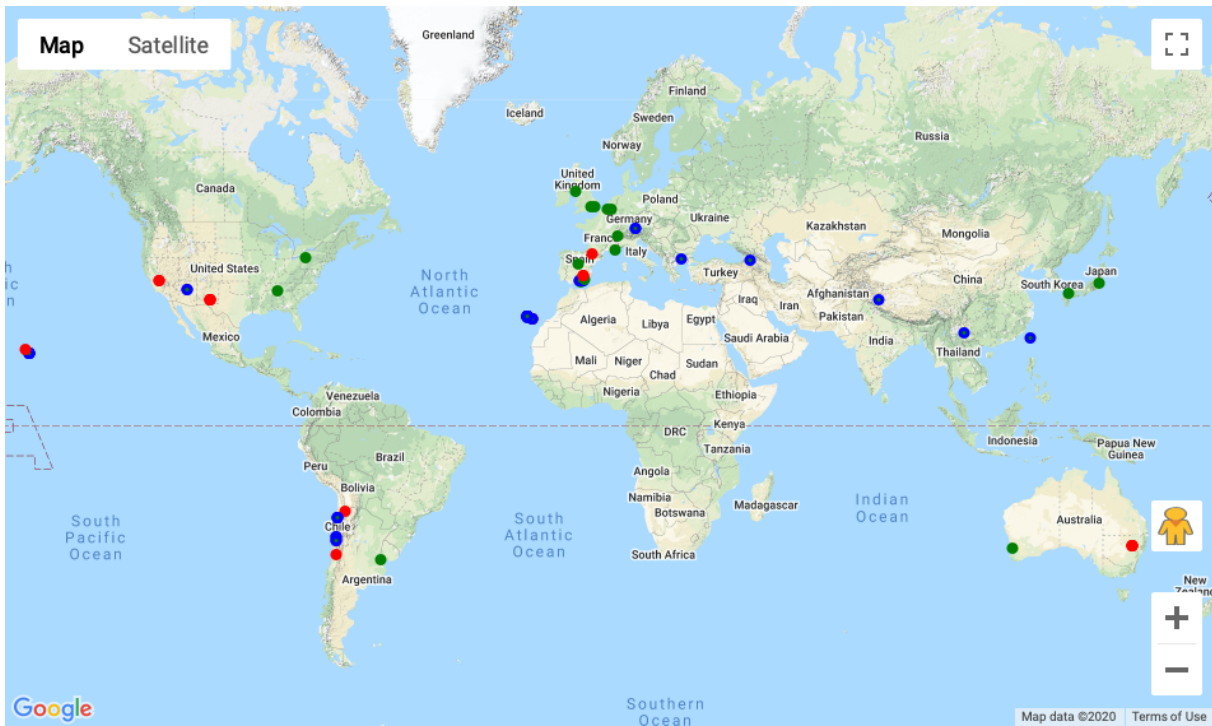 Map Satellite
Greenland
Iceland
Finland
Sweden
Norway
Russia
United
Kingdom
Canada
Poland
Germany
Ukraine
Kazakhstan
Mongolia
France
Italy
Spain
Turkey
United States
North
Atlantic
Ocean
China
Japan
South Korea
Afghanistan
Iraq
Iran
Pakistan
Algeria
Libya
Egypt
Saudi Arabia
India
Mexico
Mali
Niger
Chad
Sudan
Thailand
Nigeria
Ethiopia
Venezuela
Colombia
DRC
Kenya
Tanzania
Indonesia
Papua New
Guinea
Peru
Brazil
Bolivia
Angola
Namibia
Botswana
Madagascar
Indian
Ocean
South
Pacific
Ocean
Chile
South
Atlantic
Ocean
South Africa
Australia
Argentina
New
Zealand
Southern
Ocean
Google
Map data ©2020 Terms of Use